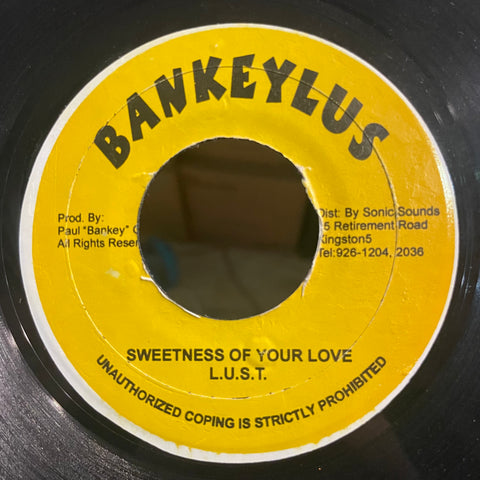 BANKEYLUS
Prod. By:
Paul "Bankey"
All Rights
Dist: By Sonic Sounds
5 Retirement Road
Kingston5
Tel:926-1204, 2036
SWEETNESS OF YOUR LOVE
L.U.S.T.
UNAUTHORIZED COPING IS STRICTLY PROHIBITED